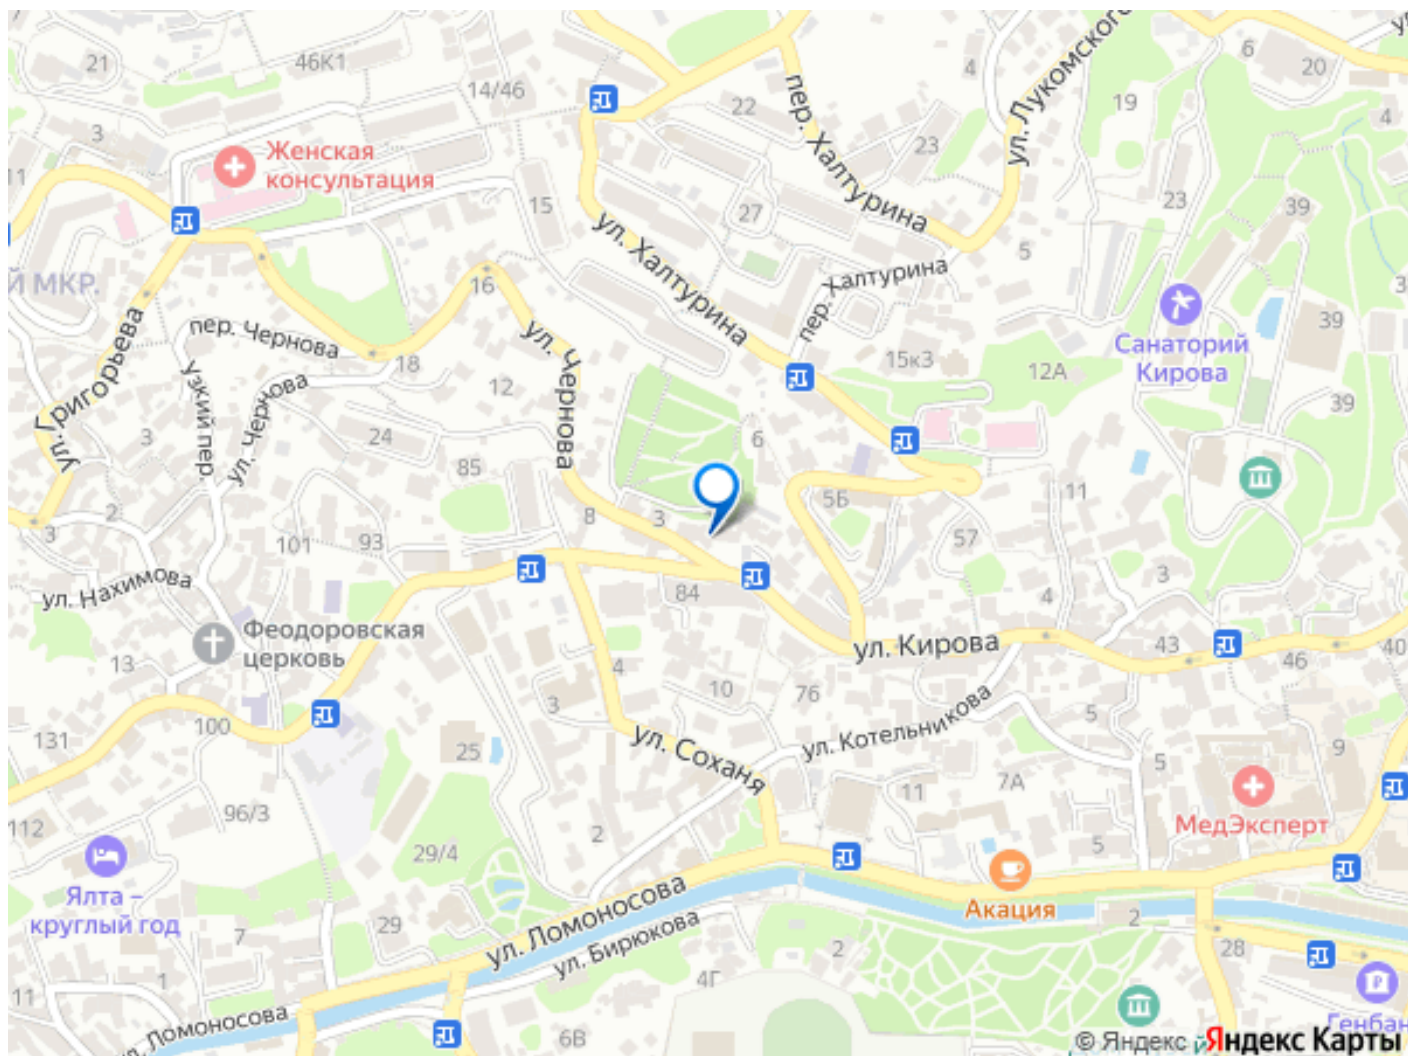 21
46К1
14/46
3
11
Женская
консультация
15
22
пер. Халтурина
23
4
ул. Лукомского
6
20
19
4
23
39
27
ул. Халтурина
5
пер. Халтурина
Й МКР.
16
ул. Григорьева
пер. Чернова
18
ул. Чернова
12
15к3
12А
Санаторий
Кирова
39
39
3
узкий пер.
ул. Чернова
24
85
6
5Б
11
2
3
101
93
8
3
57
ул. Нахимова
84
3
4
Феодоровская
церковь
13
4
ул. Кирова
43
46
40
10
76
3
100
131
25
ул. Соханя
ул. Котельникова
5
5
9
7А
11
96/3
112
2
МедЭксперт
29/4
5
Ялта –
круглый год
29
7
ул. Ломоносова
Акация
2
ул. Бирюкова
2
28
4Г
1
11
ул. Ломоносова
6В
Генбан
© Яндекс
Яндекс Карты